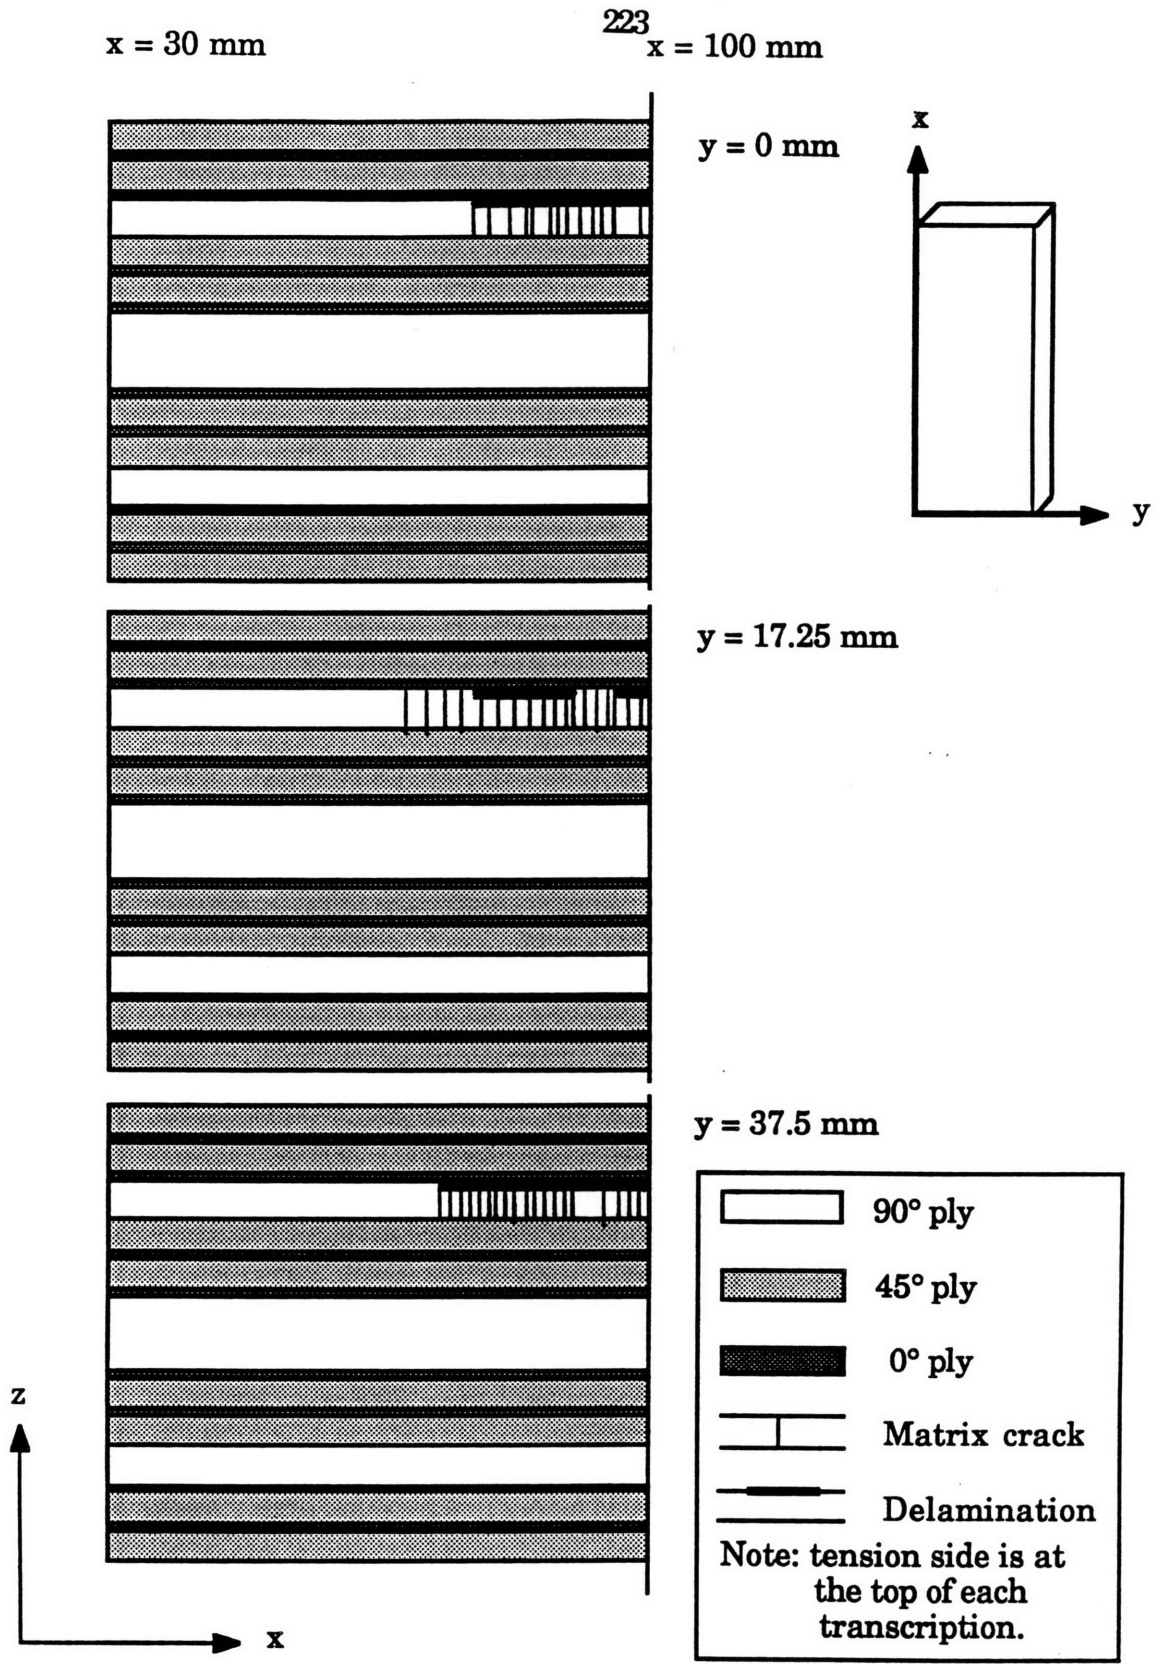 223
x = 30 mm
x = 100 mm
y = 0 mm
x
y
y = 17.25 mm
y = 37.5 mm
90° ply
45° ply
0° ply
Matrix crack
Delamination
Note: tension side is at
the top of each
transcription.
z
x